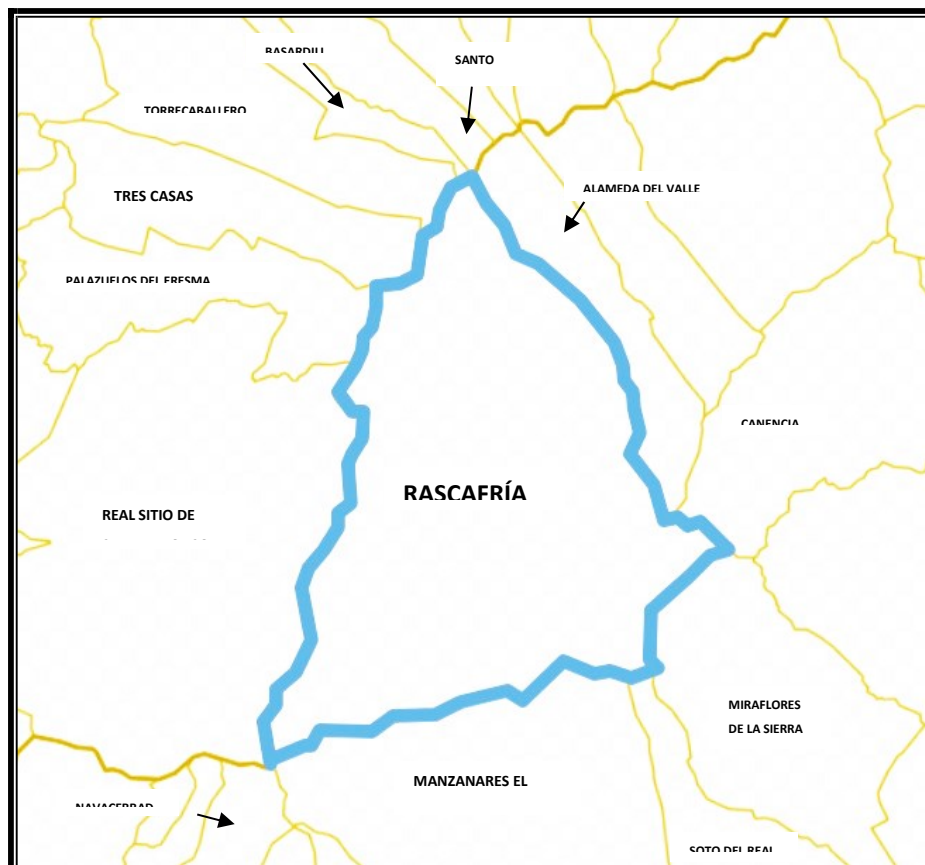 BASARDILL
SANTO
TORRECABALLERO
TRES CASAS
ALAMEDA DEL VALLE
PALAZUELOS DEL ERESMA
CANENCIA
RASCAFRÍA
REAL SITIO DE
MIRAFLORES
DE LA SIERRA
MANZANARES EL
NAVACERRAD
SOTO DEL REAL